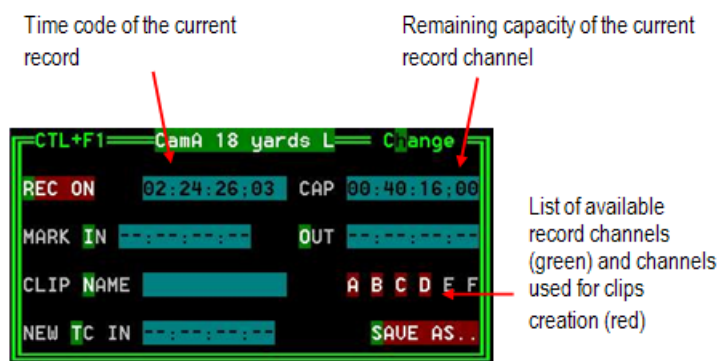 Time code of the current
record
Remaining capacity of the current
record channel
CTL+F1 CamA 18 yards L Change
REC ON 02:24:26;03 CAP 00:40:16;00
MARK IN --:--:--:-- OUT --:--:--:--
CLIP NAME A B C D E F
NEW TC IN --:--:--:-- SAVE AS..
List of available
record channels
(green) and channels
used for clips
creation (red)